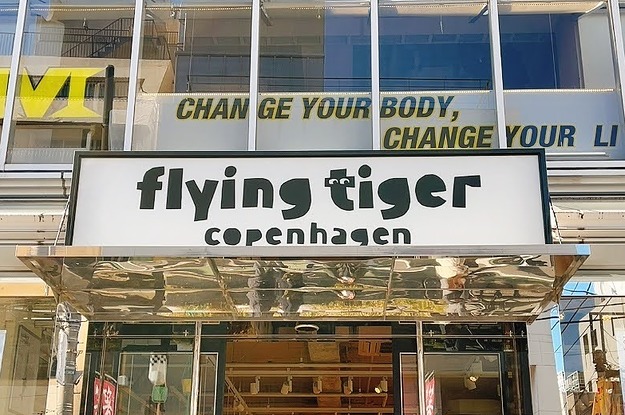 M
CHANGE YOUR BODY,
CHANGE YOUR LI
flying tiger
copenhagen